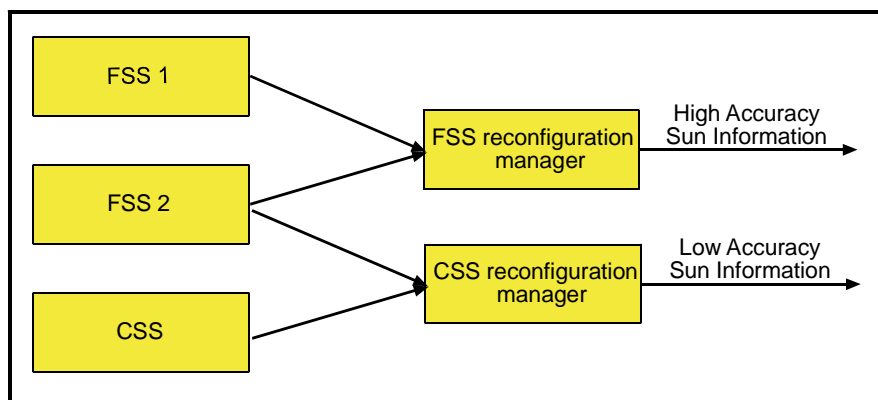 FSS 1
FSS 2
CSS
FSS reconfiguration
manager
CSS reconfiguration
manager
High Accuracy
Sun Information
Low Accuracy
Sun Information